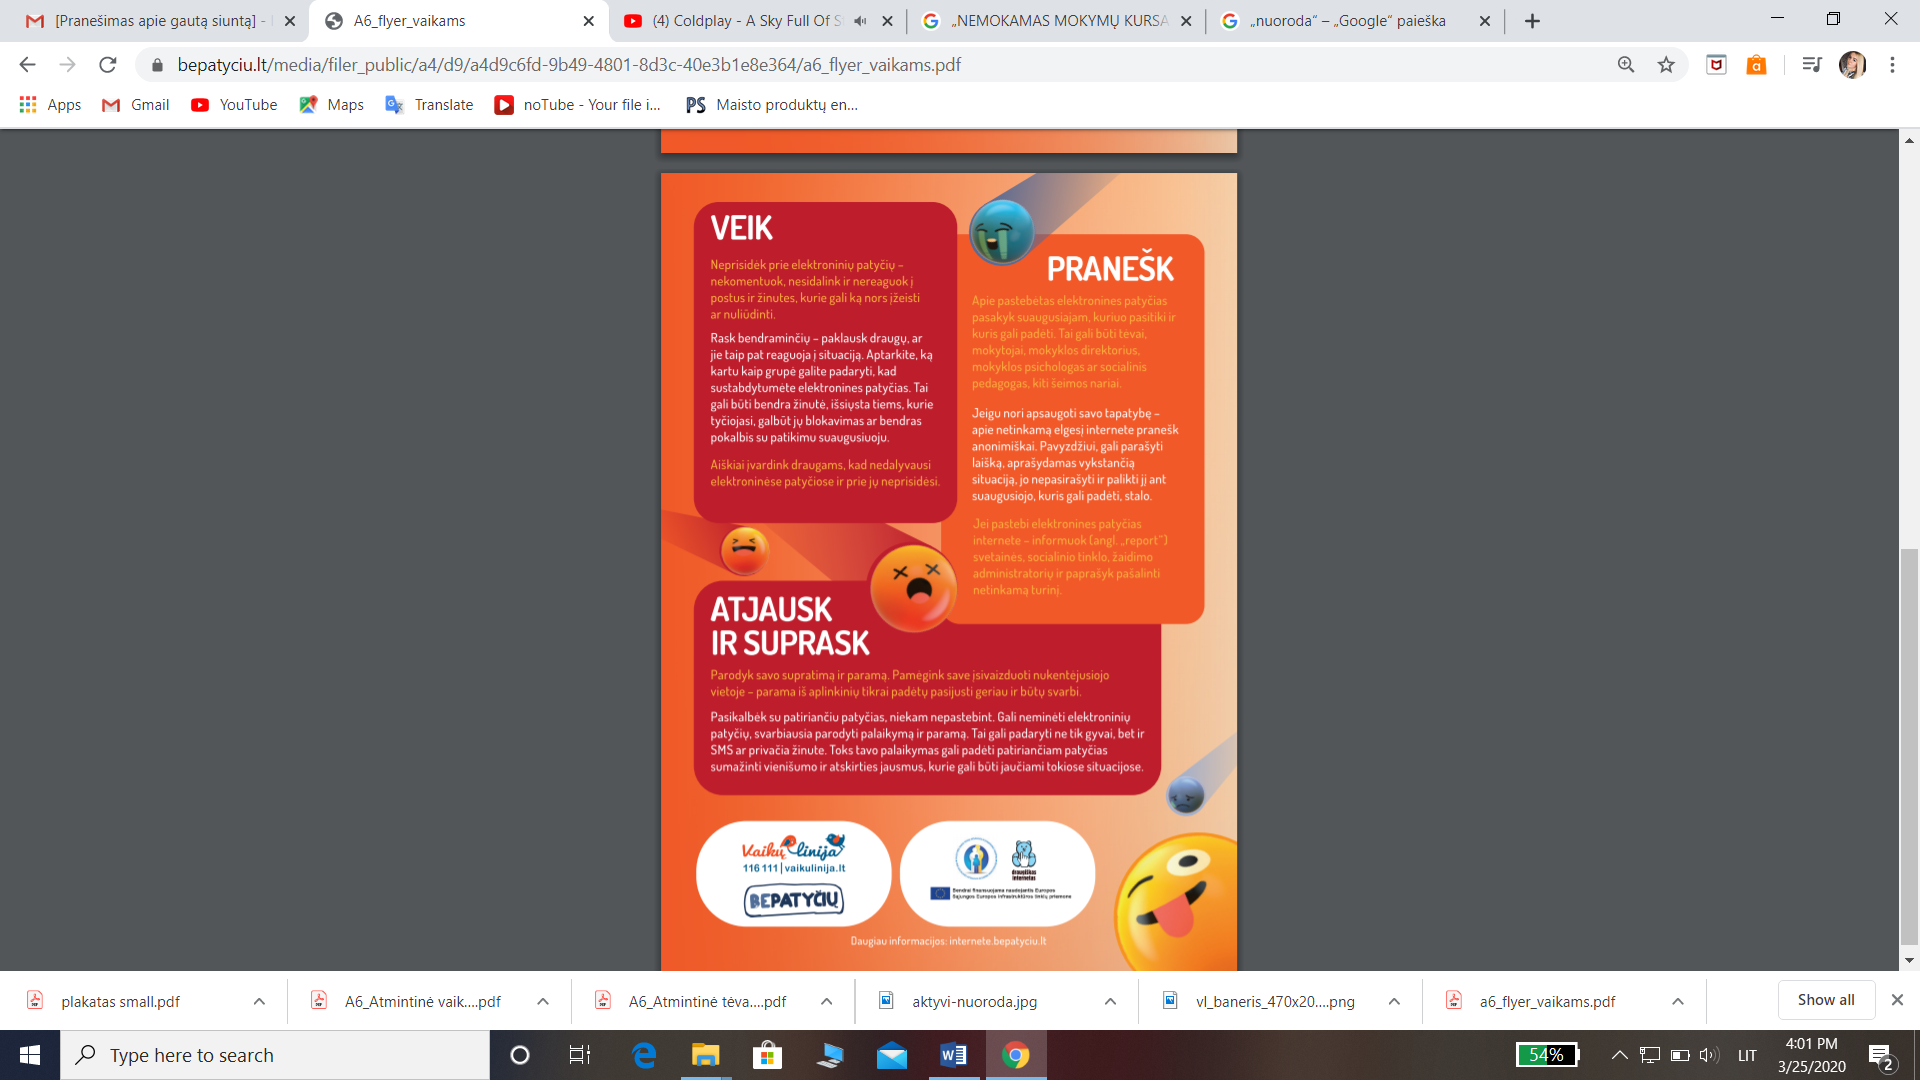 [Pranešimas apie gautą siuntą] -
A6_flyer_vaikams
(4) Coldplay - A Sky Full Of S
„NEMOKAMAS MOKYMŲ KURSA
„nuoroda“ – „Google“ paieška
bepatyciu.lt/media/filer_public/a4/d9/a4d9c6fd-9b49-4801-8d3c-40e3b1e8e364/a6_flyer_vaikams.pdf
Apps
Gmail
YouTube
Maps
Translate
noTube - Your file i...
PS
Maisto produktų en...
VEIK
Neprisidėk prie elektroninių patyčių –
nekomentuok, nesidalink ir nereaguok į
postus ir žinutes, kurie gali ką nors įžeisti
ar nuliūdinti.
Rask bendraminčių – paklausk draugų, ar
jie taip pat reaguoja į situaciją. Aptarkite, ką
kartu kaip grupė galite padaryti, kad
sustabdytumėte elektronines patyčias. Tai
gali būti bendra žinutė, išsiųsta tiems, kurie
tyčiojasi, galbūt jų blokavimas ar bendras
pokalbis su patikimu suaugusiuoju.
Aiškiai įvardink draugams, kad nedalyvausi
elektroninėse patyčiose ir prie jų neprisidėsi.
PRANEŠK
Apie pastebėtas elektronines patyčias
pasakyk suaugusiajam, kuriuo pasitiki ir
kuris gali padėti. Tai gali būti tėvai,
mokytojai, mokyklos direktorius,
mokyklos psichologas ar socialinis
pedagogas, kiti šeimos nariai.
Jeigu nori apsaugoti savo tapatybę –
apie netinkamą elgesį internete pranešk
anonimiškai. Pavyzdžiui, gali parašyti
laišką, aprašydamas vykstančią
situaciją, jo nepasirašyti ir palikti jį ant
suaugusiojo, kuris gali padėti, stalo.
Jei pastebi elektronines patyčias
internete – informuok (angl. „report“)
svetainės, socialinio tinklo, žaidimo
administratorių ir paprašyk pašalinti
netinkamą turinį.
ATJAUSK
IR SUPRASK
Parodyk savo supratimą ir paramą. Pamėgink save įsivaizduoti nukentėjusiojo
vietoje – parama iš aplinkinių tikrai padėtų pasijusti geriau ir būtų svarbi.
Pasikalbėk su patiriančiu patyčias, niekam nepastebint. Gali neminėti elektroninių
patyčių, svarbiausia parodyti palaikymą ir paramą. Tai gali padaryti ne tik gyvai, bet ir
SMS ar privačia žinute. Toks tavo palaikymas gali padėti patiriančiam patyčias
sumažinti vienišumo ir atskirties jausmus, kurie gali būti jaučiami tokiose situacijose.
Vaikų linija
116 111 | vaikulinija.lt
BE PATYČIŲ
draugiškas
internetas
Bendrai finansuojama naudojantis Europos
Sąjungos Europos infrastruktūros tinklų priemone
Daugiau informacijos: internete.bepatyciu.lt
plakatas small.pdf
A6_Atmintinė vaik....pdf
A6_Atmintinė tėva....pdf
aktyvi-nuoroda.jpg
vl_baneris_470x20....png
a6_flyer_vaikams.pdf
Show all
Type here to search
54%
LIT
4:01 PM
3/25/2020
2